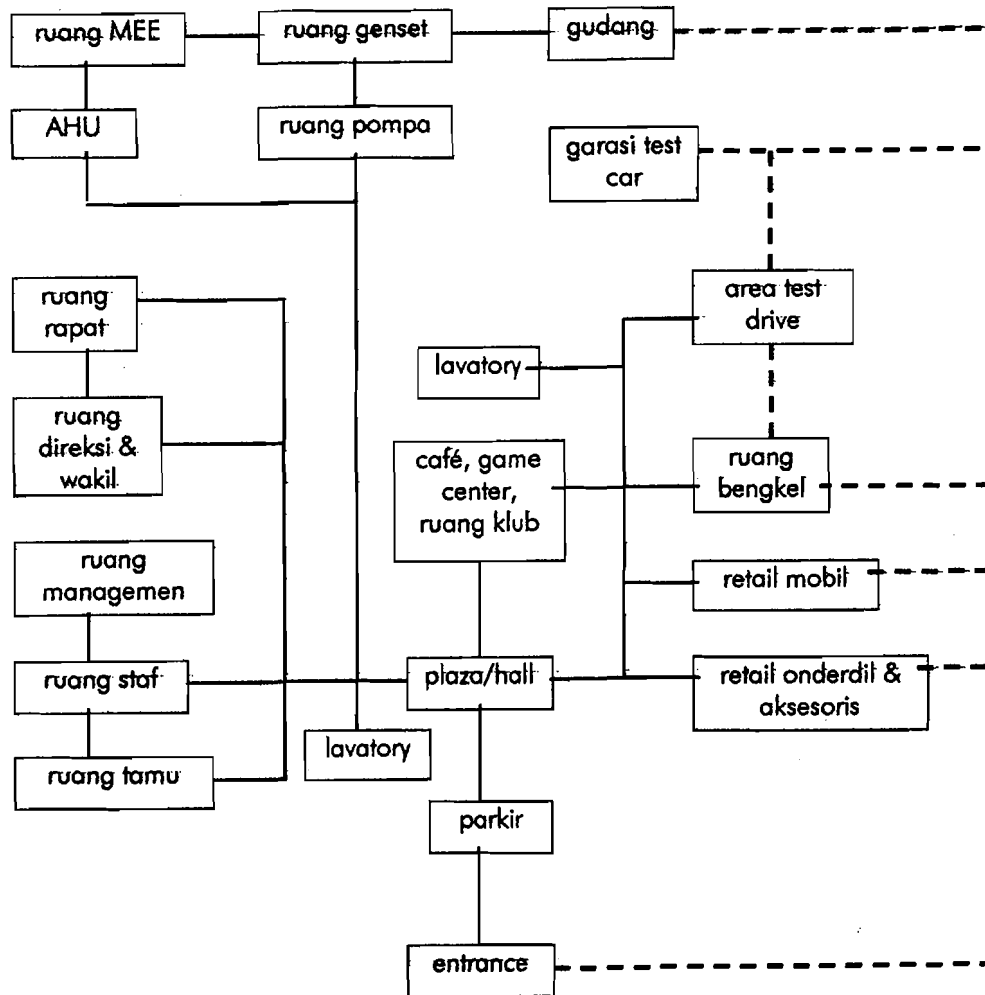 ruang MEE
ruang genset
gudang
AHU
ruang pompa
garasi test
car
ruang
rapat
area test
drive
lavatory
ruang
direksi &
wakil
café, game
center,
ruang klub
ruang
bengkel
ruang
managemen
retail mobil
ruang staf
plaza/hall
retail onderdil &
aksesoris
lavatory
ruang tamu
parkir
entrance